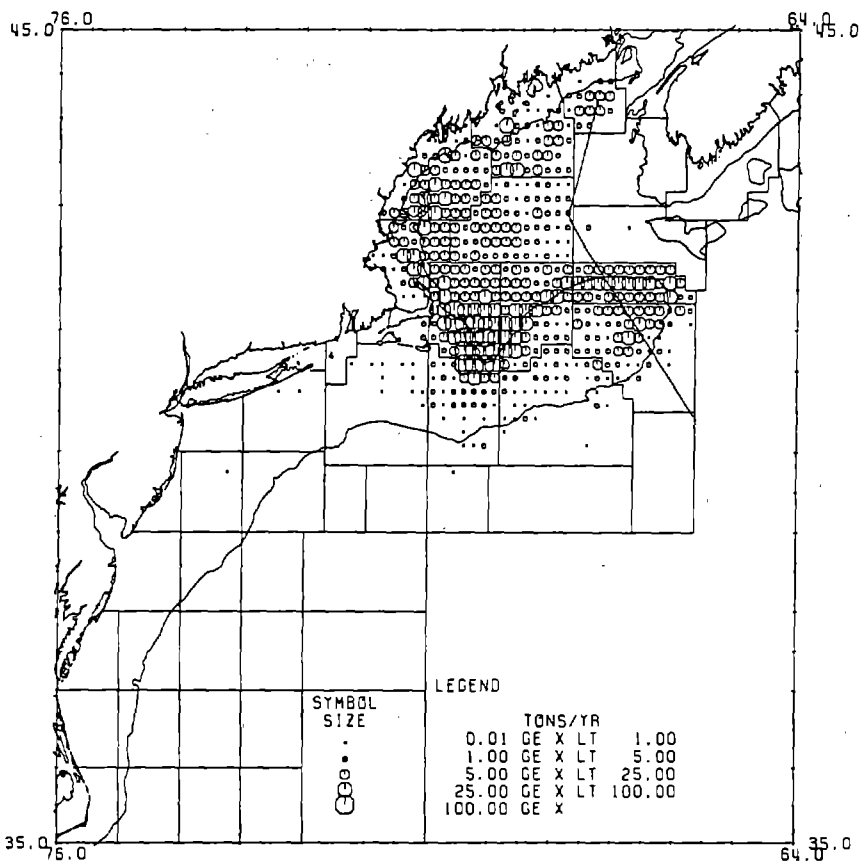 76.0 64.0
45.0 45.0
LEGEND
SYMBOL
SIZE
TONS/YR
0.01 GE X LT 1.00
1.00 GE X LT 5.00
5.00 GE X LT 25.00
25.00 GE X LT 100.00
100.00 GE X
35.0 35.0
76.0 64.0